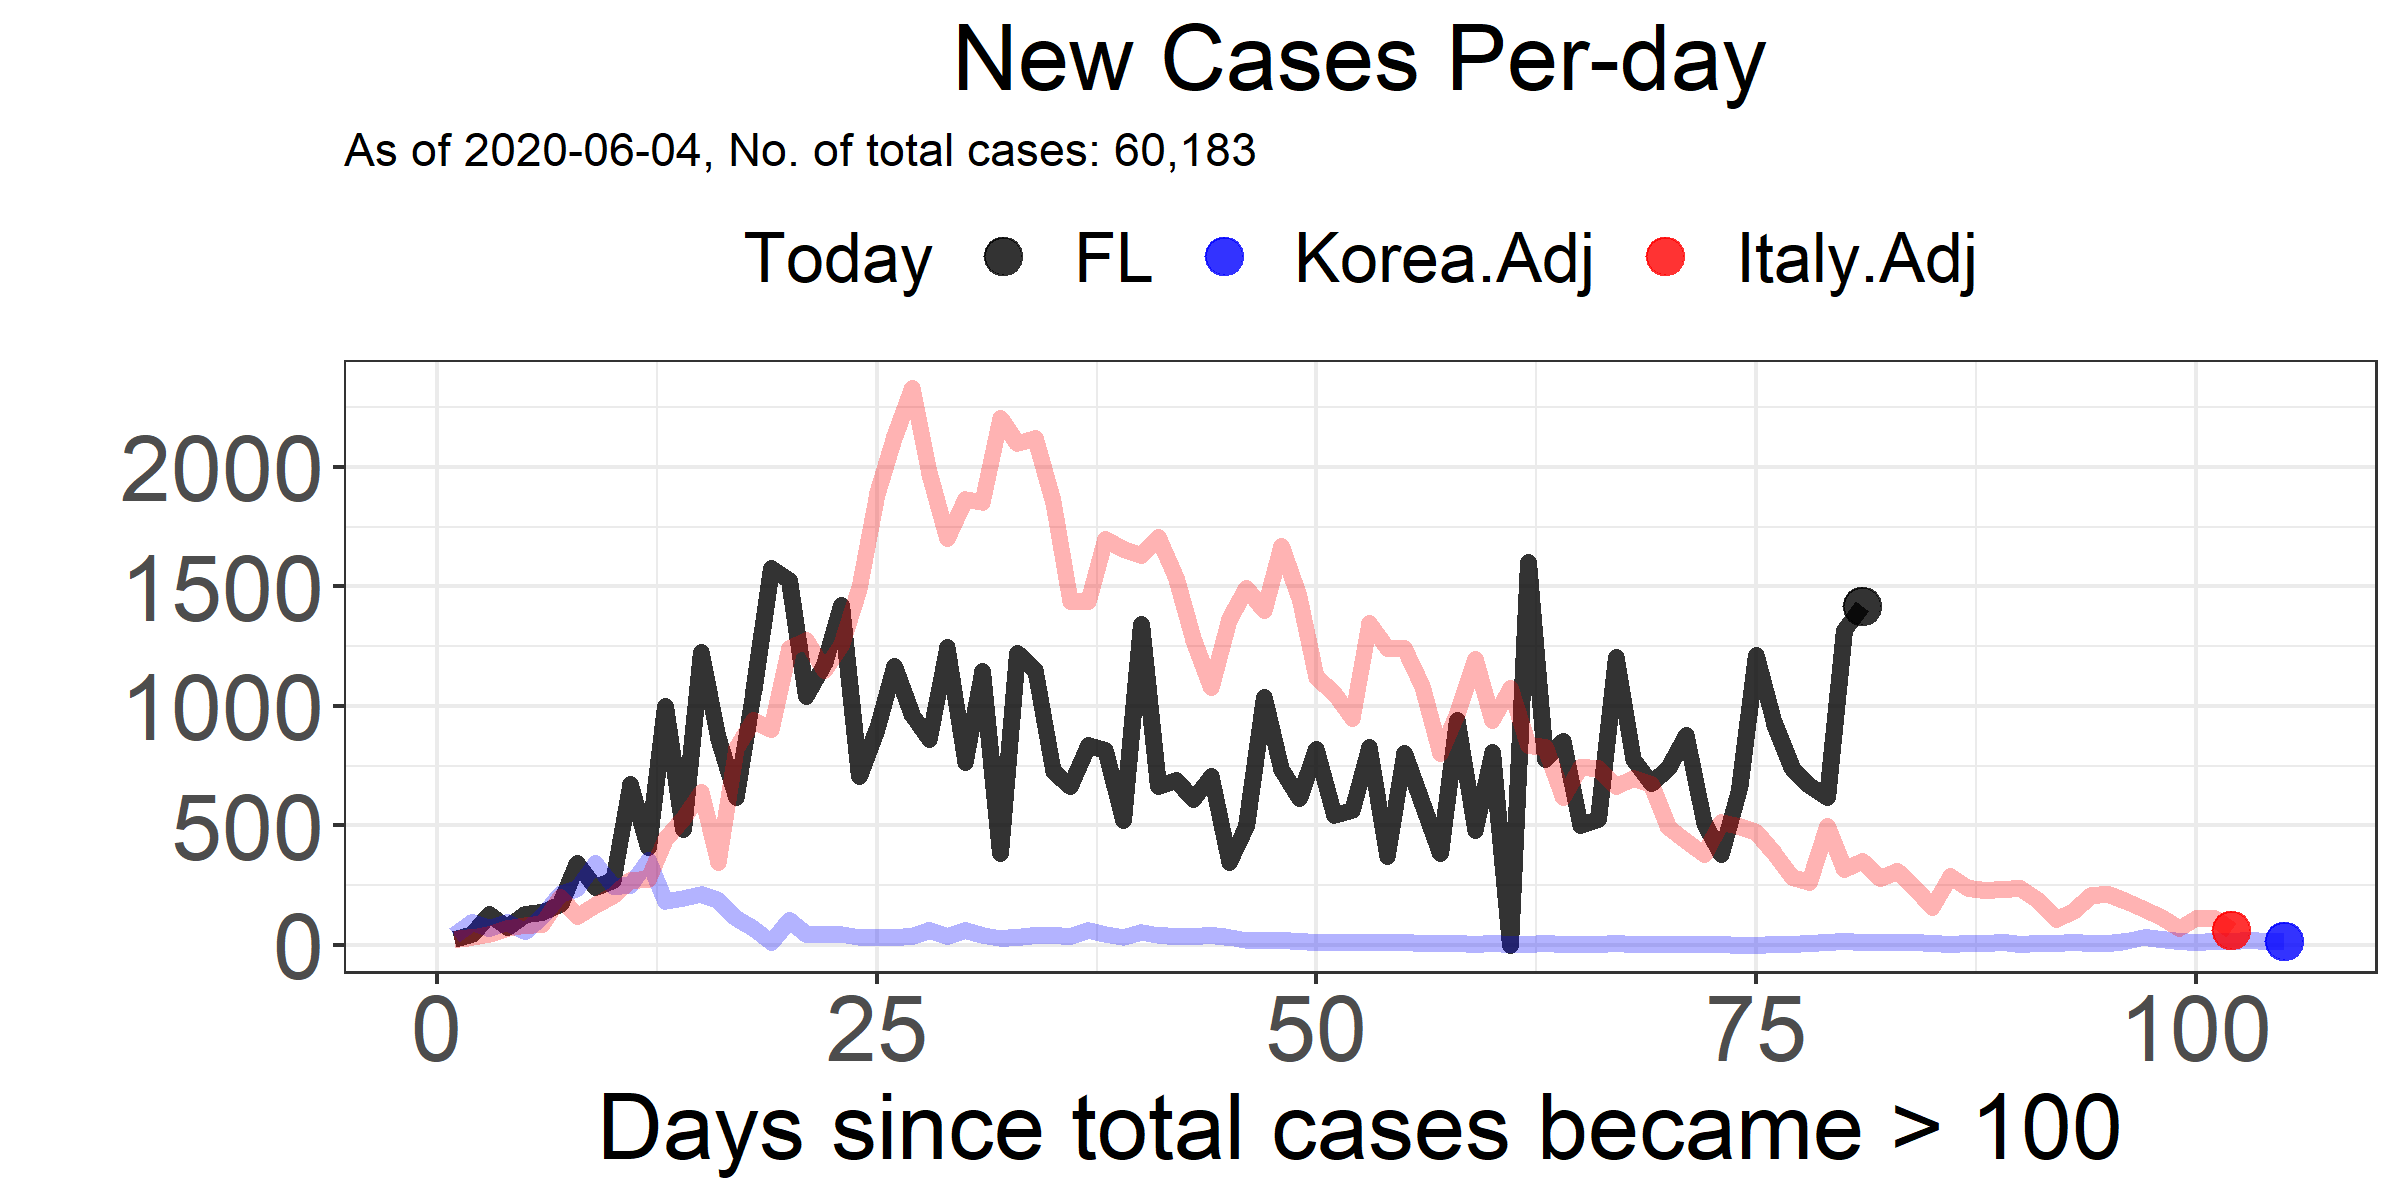 New Cases Per-day
As of 2020-06-04, No. of total cases: 60,183
Today FL Korea.Adj Italy.Adj
2000
1500
1000
500
0
0 25 50 75 100
Days since total cases became > 100